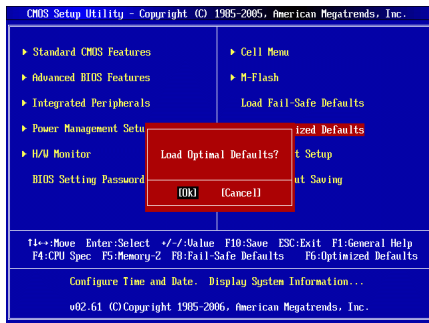 CMOS Setup Utility - Copyright (C) 1985-2005, American Megatrends, Inc.
▶ Standard CMOS Features
▶ Cell Menu
▶ Advanced BIOS Features
▶ M-Flash
▶ Integrated Peripherals
Load Fail-Safe Defaults
▶ Power Management Setu
ized Defaults
▶ H/W Monitor
Load Optimal Defaults?
t Setup
BIOS Setting Password
ut Saving
[Ok] [Cancel]
↑↓↔:Move Enter:Select +/-/:Value F10:Save ESC:Exit F1:General Help
F4:CPU Spec F5:Memory-Z F8:Fail-Safe Defaults F6:Optimized Defaults
Configure Time and Date. Display System Information...
v02.61 (C)Copyright 1985-2006, American Megatrends, Inc.